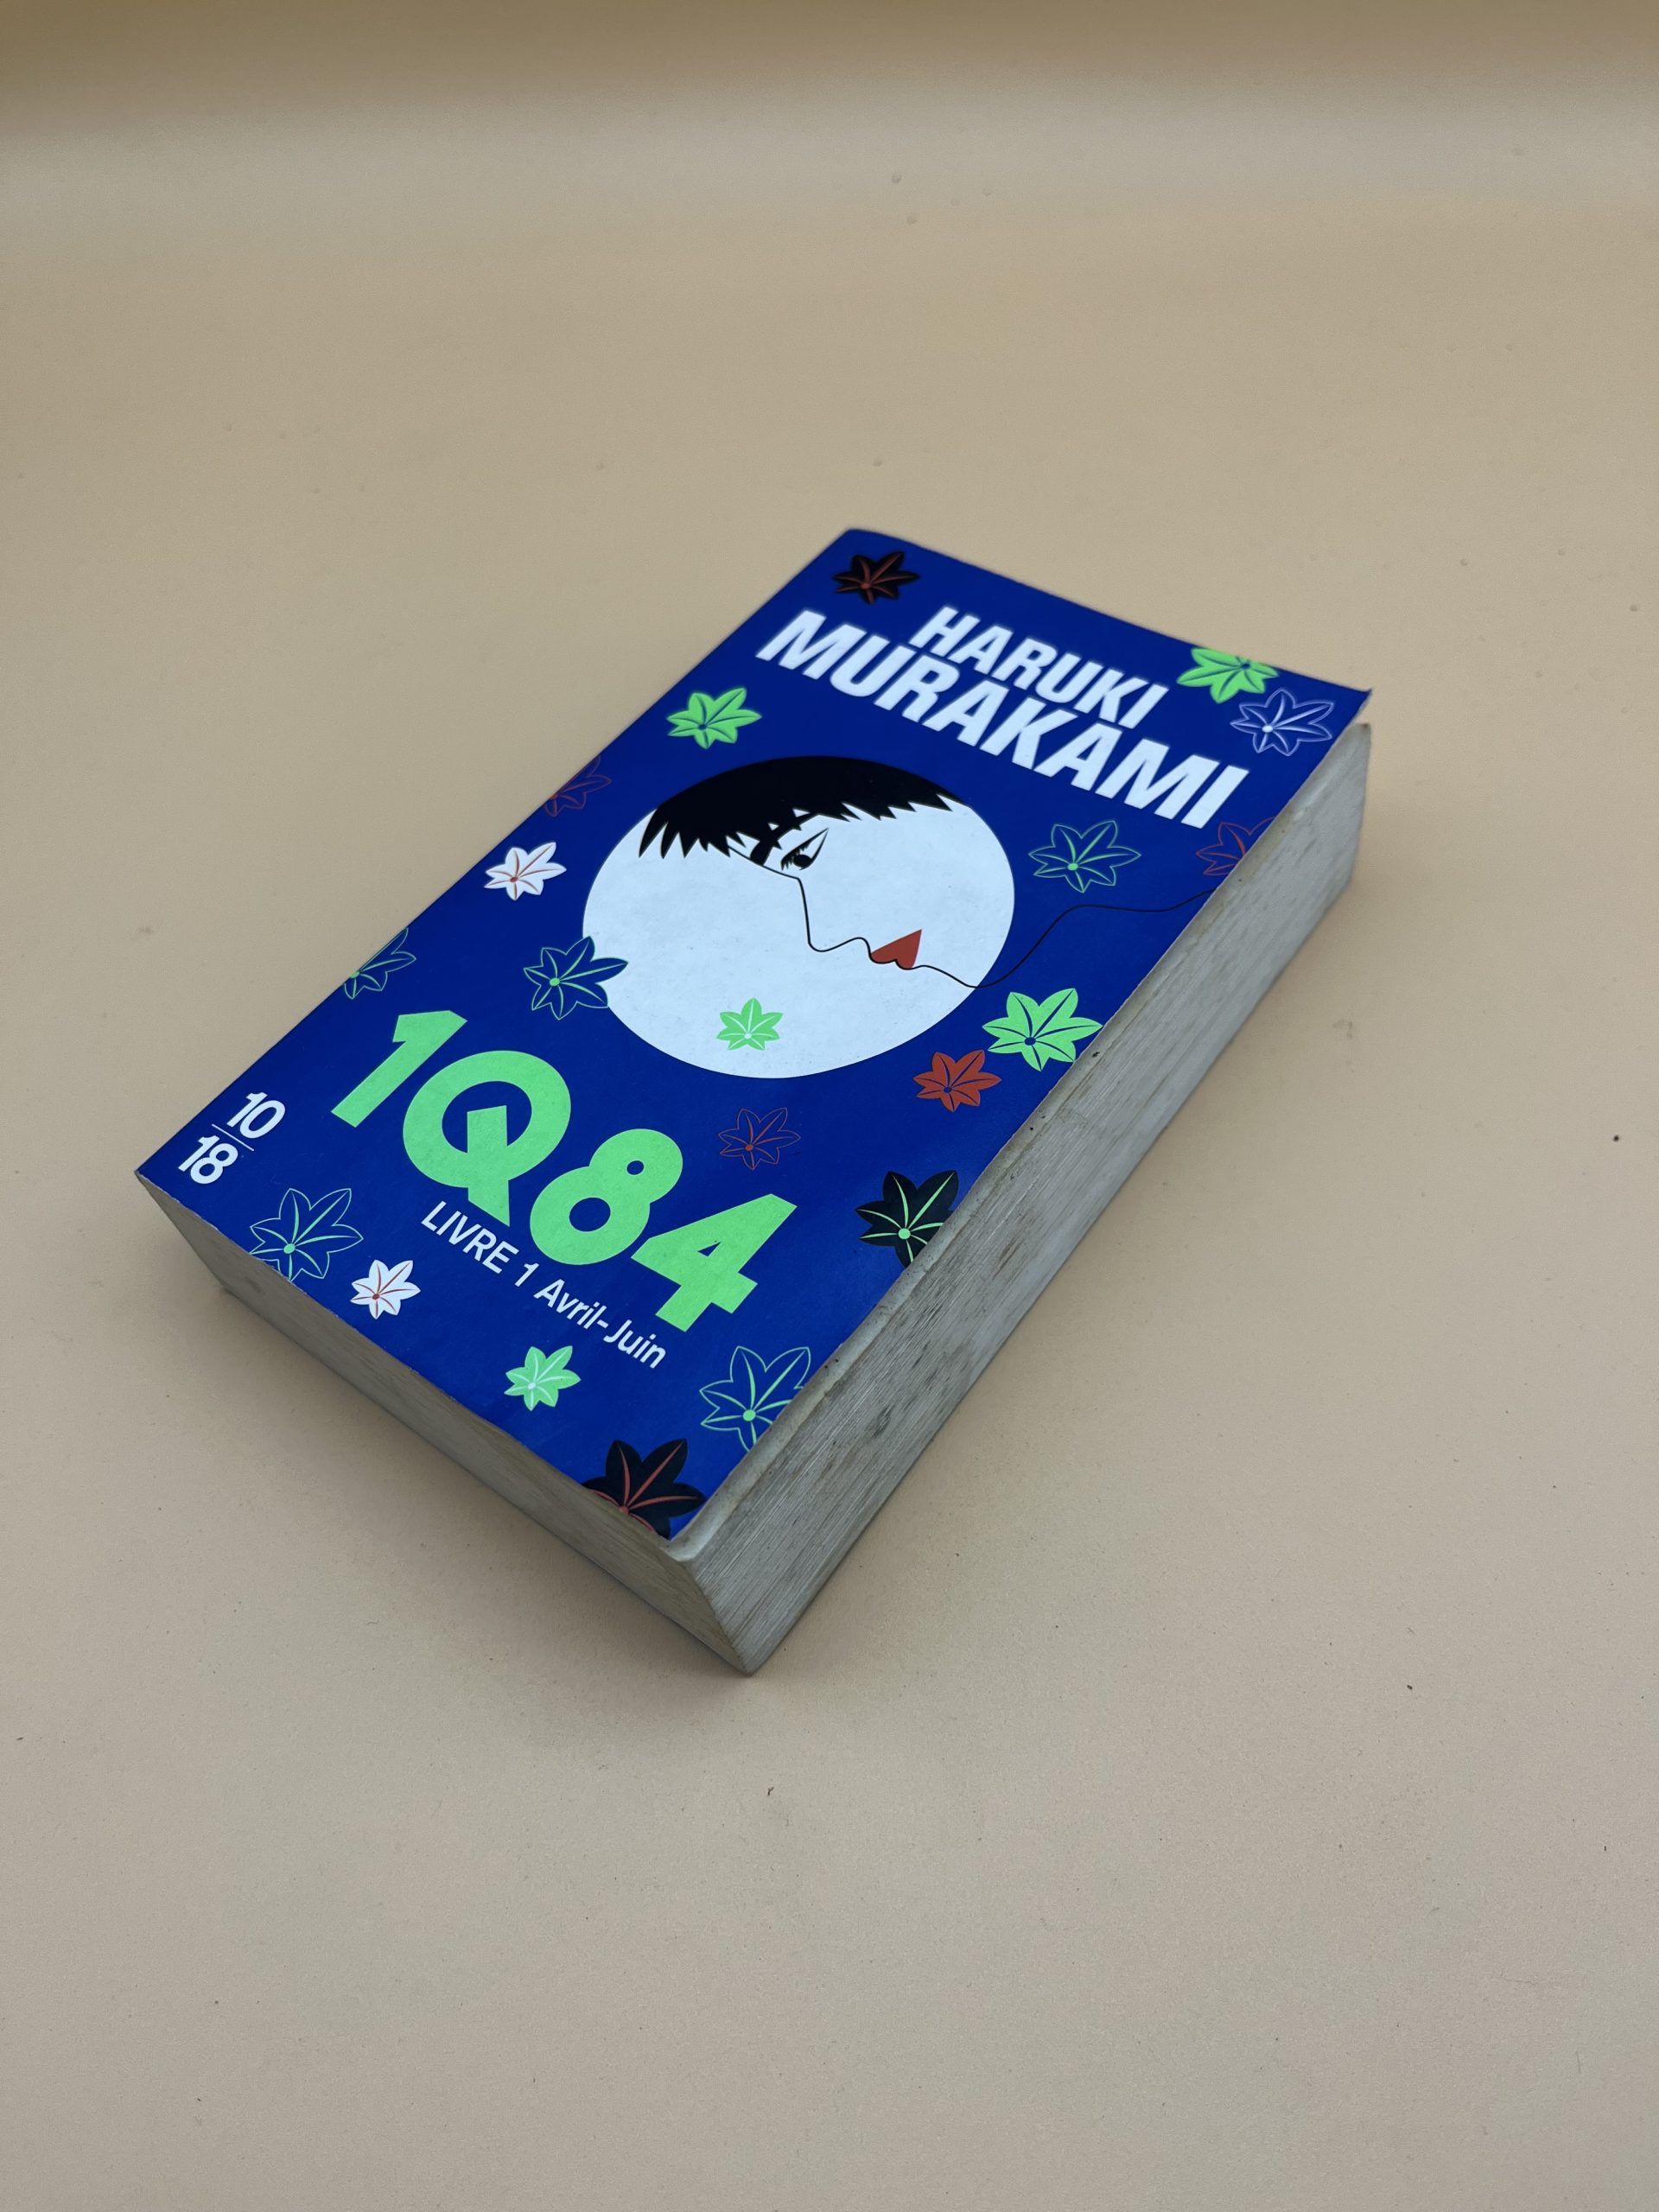 HARUKI
MURAKAMI
1Q84
LIVRE 1 Avril-Juin
10
18